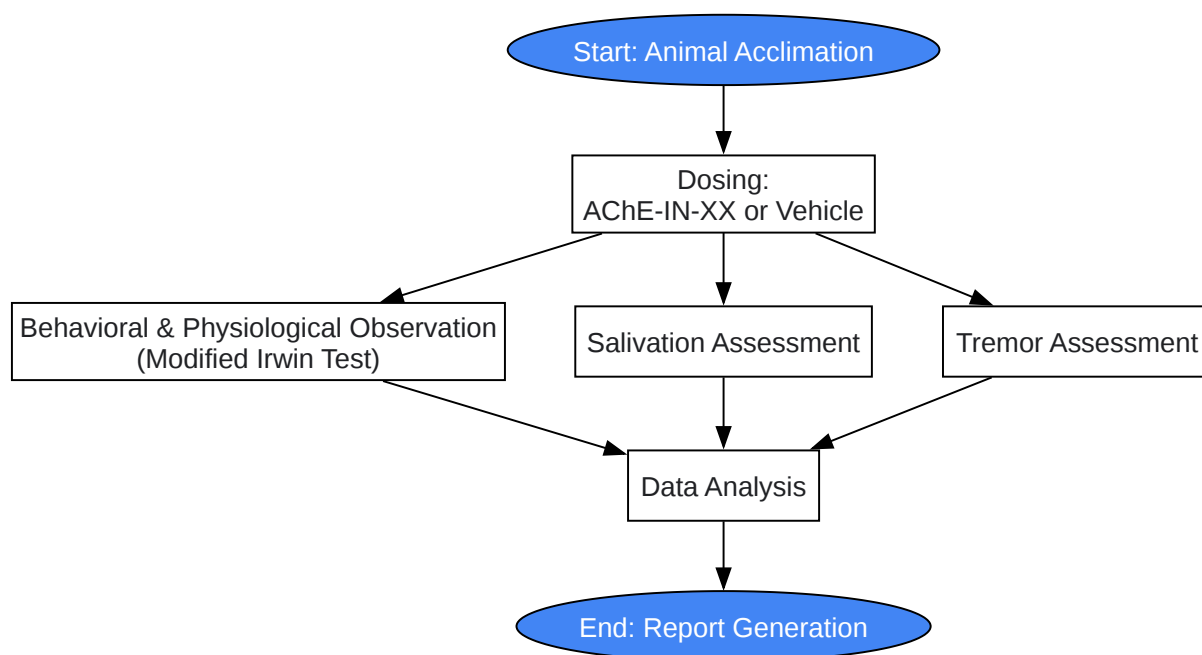 Start: Animal Acclimation
Dosing:
AChE-IN-XX or Vehicle
Behavioral & Physiological Observation
(Modified Irwin Test)
Salivation Assessment
Tremor Assessment
Data Analysis
End: Report Generation